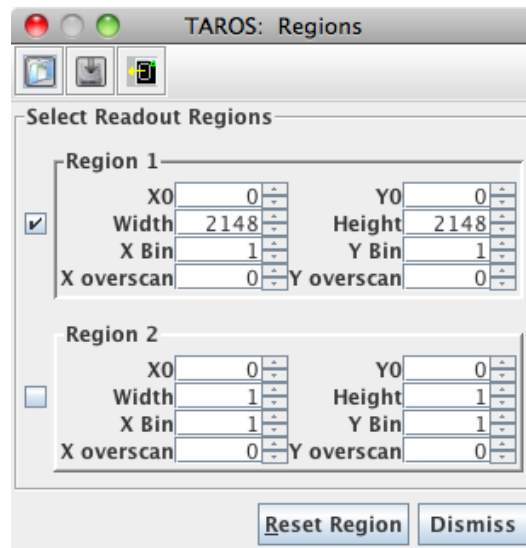 TAROS: Regions
Select Readout Regions
Region 1
X0 0 Y0 0
Width 2148 Height 2148
X Bin 1 Y Bin 1
X overscan 0 Y overscan 0
Region 2
X0 0 Y0 0
Width 1 Height 1
X Bin 1 Y Bin 1
X overscan 0 Y overscan 0
Reset Region Dismiss